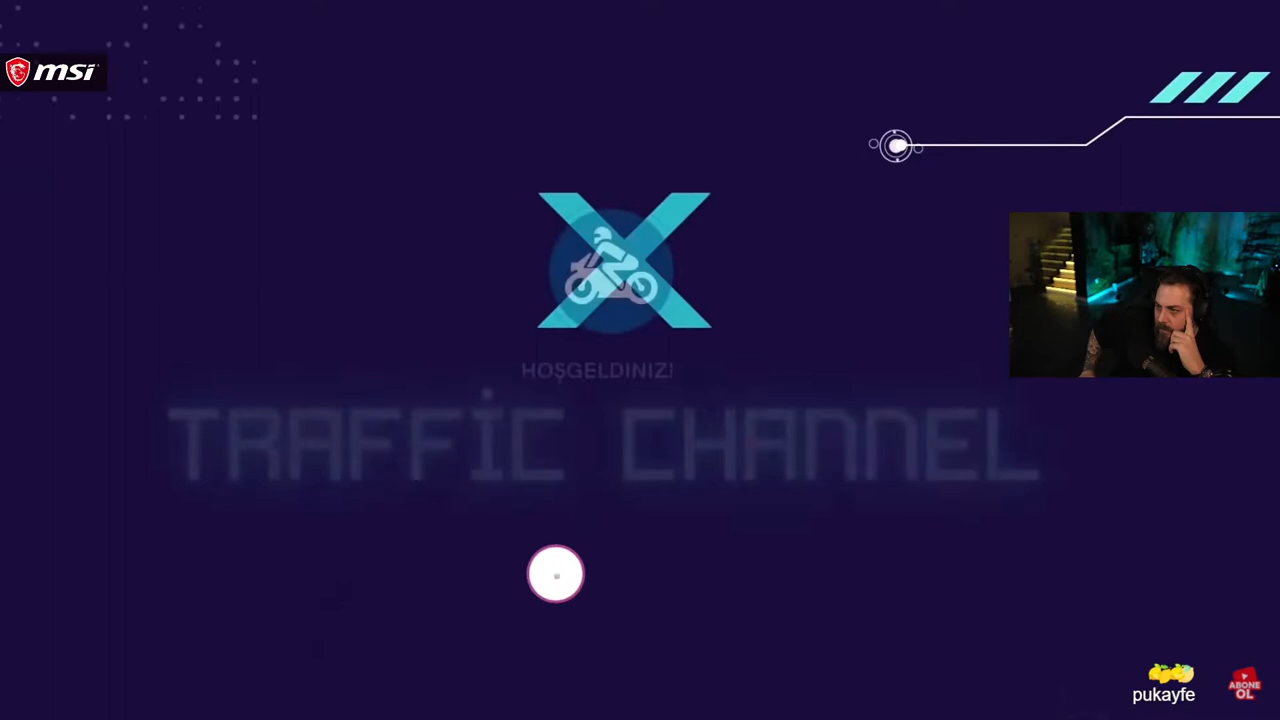 msi
HOŞGELDINIZ!
TRAFFİC CHANNEL
pukayfe
ABONE
OL